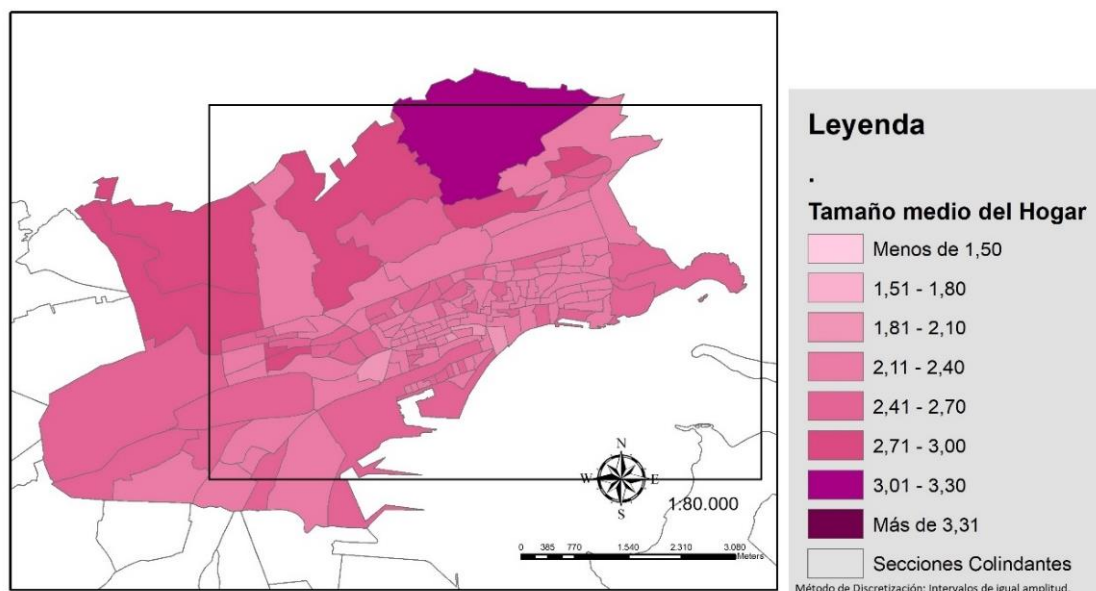 Leyenda
.
Tamaño medio del Hogar
Menos de 1,50
1,51 - 1,80
1,81 - 2,10
2,11 - 2,40
2,41 - 2,70
2,71 - 3,00
3,01 - 3,30
Más de 3,31
Secciones Colindantes
Método de Discretización: Intervalos de igual amplitud.
N
W E
S
1:80.000
0 385 770 1.540 2.310 3.080
Meters